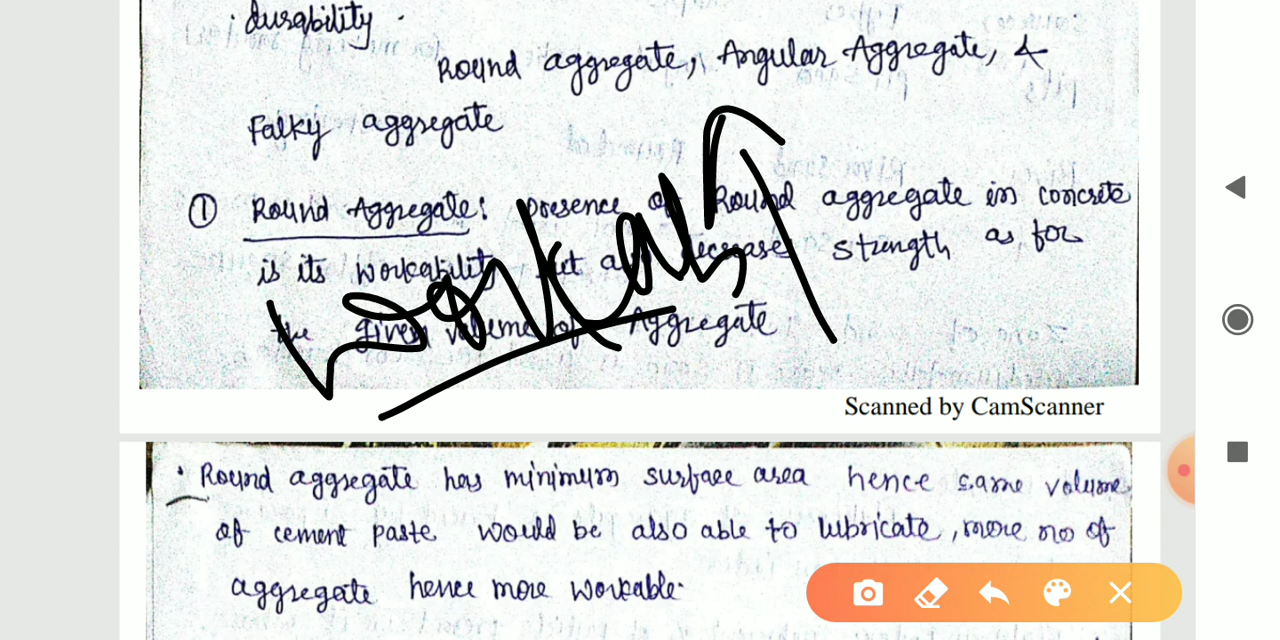 durability.
Round aggregate, Angular Aggregate, &
Falky aggregate
① Round Aggregate: presence of Round aggregate in concrete
is its workability but decreases strength as for
the given volume of Aggregate
Scanned by CamScanner
. Round aggregate has minimum surface area hence same volume
of cement paste would be also able to lubricate, more no of
aggregate hence more workable.